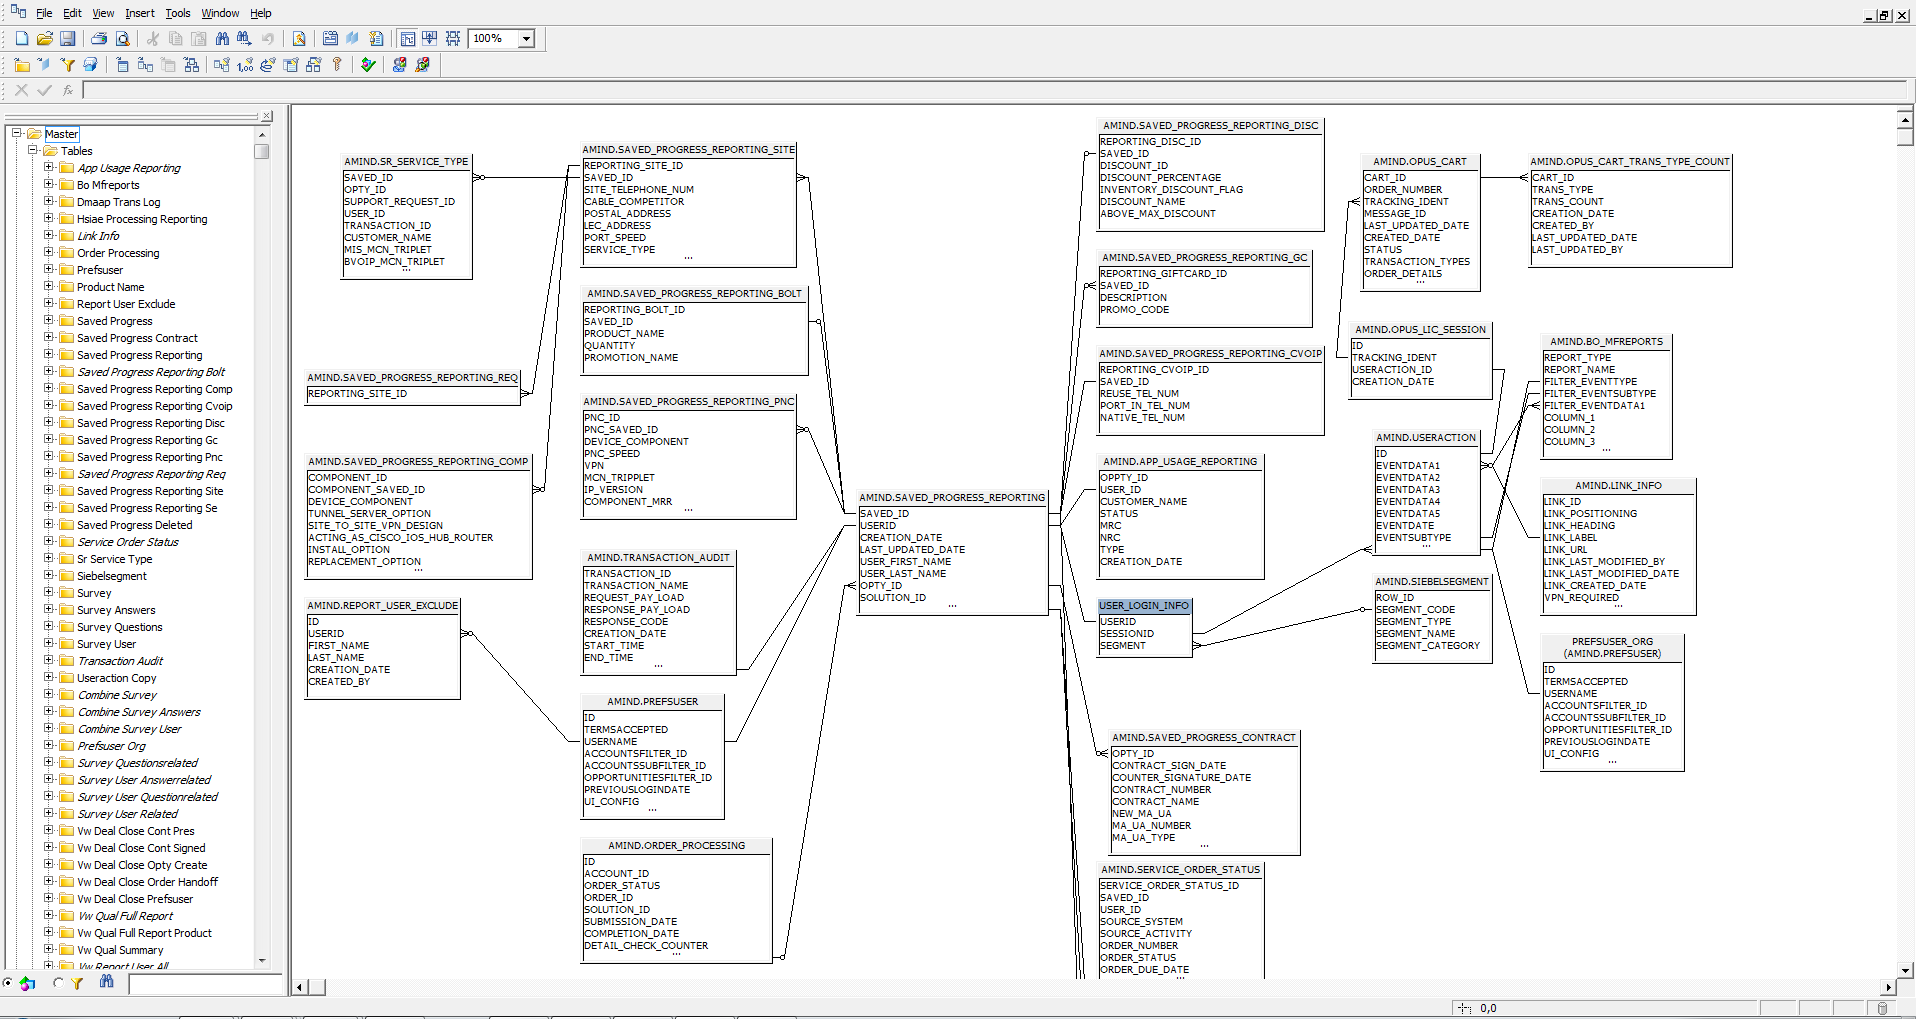 File Edit View Insert Tools Window Help
100%
Master
Tables
App Usage Reporting
Bo Mfreports
Dmaap Trans Log
Hsiae Processing Reporting
Link Info
Order Processing
Prefsuser
Product Name
Report User Exclude
Saved Progress
Saved Progress Contract
Saved Progress Reporting
Saved Progress Reporting Bolt
Saved Progress Reporting Comp
Saved Progress Reporting Cvoip
Saved Progress Reporting Disc
Saved Progress Reporting Gc
Saved Progress Reporting Pnc
Saved Progress Reporting Req
Saved Progress Reporting Site
Saved Progress Reporting Se
Saved Progress Deleted
Service Order Status
Sr Service Type
Siebelsegment
Survey
Survey Answers
Survey Questions
Survey User
Transaction Audit
Useraction Copy
Combine Survey
Combine Survey Answers
Combine Survey User
Prefsuser Org
Survey Questionsrelated
Survey User Answerrelated
Survey User Questionrelated
Survey User Related
Vw Deal Close Cont Pres
Vw Deal Close Cont Signed
Vw Deal Close Opty Create
Vw Deal Close Order Handoff
Vw Deal Close Prefsuser
Vw Qual Full Report
Vw Qual Full Report Product
Vw Qual Summary
Vw Report User All
AMIND.SR_SERVICE_TYPE
SAVED_ID
OPTY_ID
SUPPORT_REQUEST_ID
USER_ID
TRANSACTION_ID
CUSTOMER_NAME
MIS_MCN_TRIPLET
BVOIP_MCN_TRIPLET
...
AMIND.SAVED_PROGRESS_REPORTING_REQ
REPORTING_SITE_ID
AMIND.SAVED_PROGRESS_REPORTING_COMP
COMPONENT_ID
COMPONENT_SAVED_ID
DEVICE_COMPONENT
TUNNEL_SERVER_OPTION
SITE_TO_SITE_VPN_DESIGN
ACTING_AS_CISCO_IOS_HUB_ROUTER
INSTALL_OPTION
REPLACEMENT_OPTION
...
AMIND.REPORT_USER_EXCLUDE
ID
USERID
FIRST_NAME
LAST_NAME
CREATION_DATE
CREATED_BY
AMIND.SAVED_PROGRESS_REPORTING_SITE
REPORTING_SITE_ID
SAVED_ID
SITE_TELEPHONE_NUM
CABLE_COMPETITOR
POSTAL_ADDRESS
LEC_ADDRESS
PORT_SPEED
SERVICE_TYPE
...
AMIND.SAVED_PROGRESS_REPORTING_BOLT
REPORTING_BOLT_ID
SAVED_ID
PRODUCT_NAME
QUANTITY
PROMOTION_NAME
AMIND.SAVED_PROGRESS_REPORTING_PNC
PNC_ID
PNC_SAVED_ID
DEVICE_COMPONENT
PNC_SPEED
VPN
MCN_TRIPPLET
IP_VERSION
COMPONENT_MRR
...
AMIND.TRANSACTION_AUDIT
TRANSACTION_ID
TRANSACTION_NAME
REQUEST_PAY_LOAD
RESPONSE_PAY_LOAD
RESPONSE_CODE
CREATION_DATE
START_TIME
END_TIME
...
AMIND.PREFSUSER
ID
TERMSACCEPTED
USERNAME
ACCOUNTSFILTER_ID
ACCOUNTSSUBFILTER_ID
OPPORTUNITIESFILTER_ID
PREVIOUSLOGINDATE
UI_CONFIG
...
AMIND.ORDER_PROCESSING
ID
ACCOUNT_ID
ORDER_STATUS
ORDER_ID
SOLUTION_ID
SUBMISSION_DATE
COMPLETION_DATE
DETAIL_CHECK_COUNTER
...
AMIND.SAVED_PROGRESS_REPORTING
SAVED_ID
USERID
CREATION_DATE
LAST_UPDATED_DATE
USER_FIRST_NAME
USER_LAST_NAME
OPTY_ID
SOLUTION_ID
...
AMIND.SAVED_PROGRESS_REPORTING_DISC
REPORTING_DISC_ID
SAVED_ID
DISCOUNT_ID
DISCOUNT_PERCENTAGE
INVENTORY_DISCOUNT_FLAG
DISCOUNT_NAME
ABOVE_MAX_DISCOUNT
AMIND.SAVED_PROGRESS_REPORTING_GC
REPORTING_GIFTCARD_ID
SAVED_ID
DESCRIPTION
PROMO_CODE
AMIND.SAVED_PROGRESS_REPORTING_CVOIP
REPORTING_CVOIP_ID
SAVED_ID
REUSE_TEL_NUM
PORT_IN_TEL_NUM
NATIVE_TEL_NUM
AMIND.APP_USAGE_REPORTING
OPPTY_ID
USER_ID
CUSTOMER_NAME
STATUS
MRC
NRC
TYPE
CREATION_DATE
USER_LOGIN_INFO
USERID
SESSIONID
SEGMENT
AMIND.SAVED_PROGRESS_CONTRACT
OPTY_ID
CONTRACT_SIGN_DATE
COUNTER_SIGNATURE_DATE
CONTRACT_NUMBER
CONTRACT_NAME
NEW_MA_UA
MA_UA_NUMBER
MA_UA_TYPE
...
AMIND.SERVICE_ORDER_STATUS
SERVICE_ORDER_STATUS_ID
SAVED_ID
USER_ID
SOURCE_SYSTEM
SOURCE_ACTIVITY
ORDER_NUMBER
ORDER_STATUS
ORDER_DUE_DATE
...
AMIND.OPUS_CART
CART_ID
ORDER_NUMBER
TRACKING_IDENT
MESSAGE_ID
LAST_UPDATED_DATE
CREATED_DATE
STATUS
TRANSACTION_TYPES
ORDER_DETAILS
...
AMIND.OPUS_LIC_SESSION
ID
TRACKING_IDENT
USERACTION_ID
CREATION_DATE
AMIND.USERACTION
ID
EVENTDATA1
EVENTDATA2
EVENTDATA3
EVENTDATA4
EVENTDATA5
EVENTDATE
EVENTSUBTYPE
...
AMIND.SIEBELSEGMENT
ROW_ID
SEGMENT_CODE
SEGMENT_TYPE
SEGMENT_NAME
SEGMENT_CATEGORY
AMIND.OPUS_CART_TRANS_TYPE_COUNT
CART_ID
TRANS_TYPE
TRANS_COUNT
CREATION_DATE
CREATED_BY
LAST_UPDATED_DATE
LAST_UPDATED_BY
AMIND.BO_MFREPORTS
REPORT_TYPE
REPORT_NAME
FILTER_EVENTTYPE
FILTER_EVENTSUBTYPE
FILTER_EVENTDATA1
COLUMN_1
COLUMN_2
COLUMN_3
...
AMIND.LINK_INFO
LINK_ID
LINK_POSITIONING
LINK_HEADING
LINK_LABEL
LINK_URL
LINK_LAST_MODIFIED_BY
LINK_LAST_MODIFIED_DATE
LINK_CREATED_DATE
VPN_REQUIRED
...
PREFSUSER_ORG
(AMIND.PREFSUSER)
ID
TERMSACCEPTED
USERNAME
ACCOUNTSFILTER_ID
ACCOUNTSSUBFILTER_ID
OPPORTUNITIESFILTER_ID
PREVIOUSLOGINDATE
UI_CONFIG
...
0,0